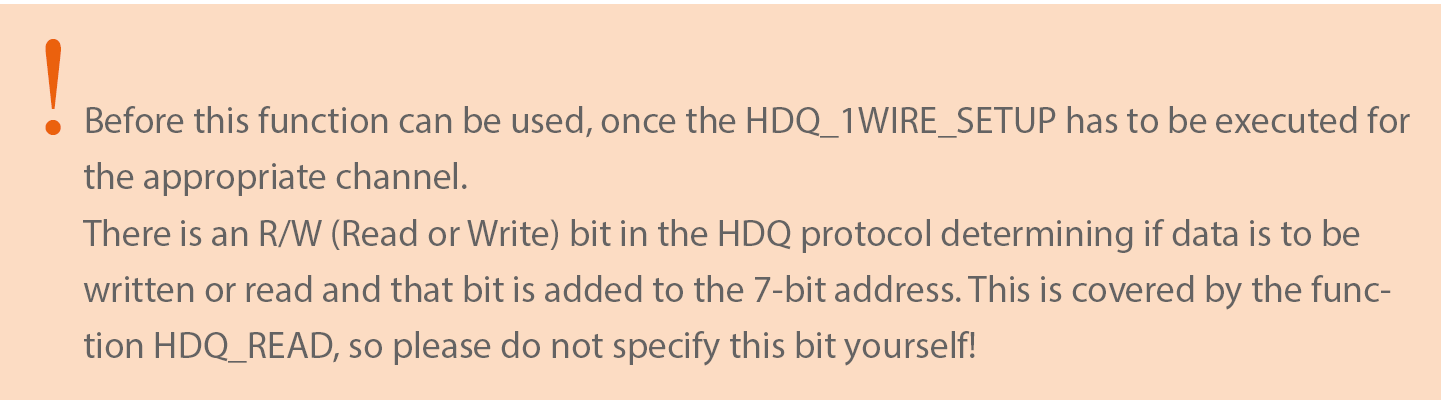 !
Before this function can be used, once the HDQ_1WIRE_SETUP has to be executed for
the appropriate channel.
There is an R/W (Read or Write) bit in the HDQ protocol determining if data is to be
written or read and that bit is added to the 7-bit address. This is covered by the func-
tion HDQ_READ, so please do not specify this bit yourself!